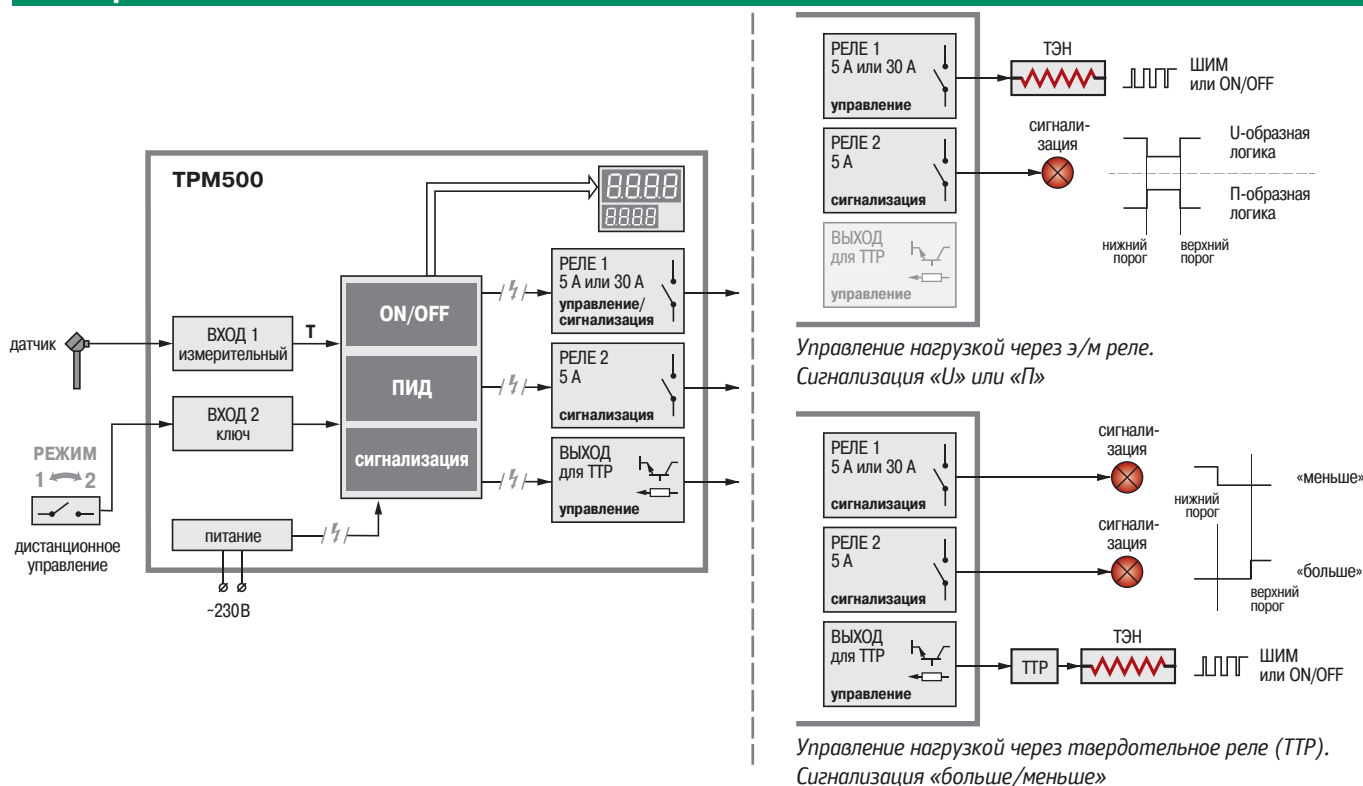 ТРМ500
8.8.8.8
8888
датчик
ВХОД 1
измерительный
T
ВХОД 2
ключ
РЕЖИМ
1 2
дистанционное
управление
питание
~230В
ON/OFF
ПИД
сигнализация
РЕЛЕ 1
5 А или 30 А
управление/
сигнализация
РЕЛЕ 2
5 А
сигнализация
ВЫХОД
для ТТР
управление
РЕЛЕ 1
5 А или 30 А
управление
ТЭН
ШИМ
или ON/OFF
РЕЛЕ 2
5 А
сигнализация
сигнали-
зация
U-образная
логика
П-образная
логика
нижний
порог
верхний
порог
ВЫХОД
для ТТР
управление
Управление нагрузкой через э/м реле.
Сигнализация «U» или «П»
РЕЛЕ 1
5 А или 30 А
сигнализация
сигнали-
зация
«меньше»
нижний
порог
РЕЛЕ 2
5 А
сигнализация
сигнали-
зация
«больше»
верхний
порог
ВЫХОД
для ТТР
управление
ТТР
ТЭН
ШИМ
или ON/OFF
Управление нагрузкой через твердотельное реле (ТТР).
Сигнализация «больше/меньше»